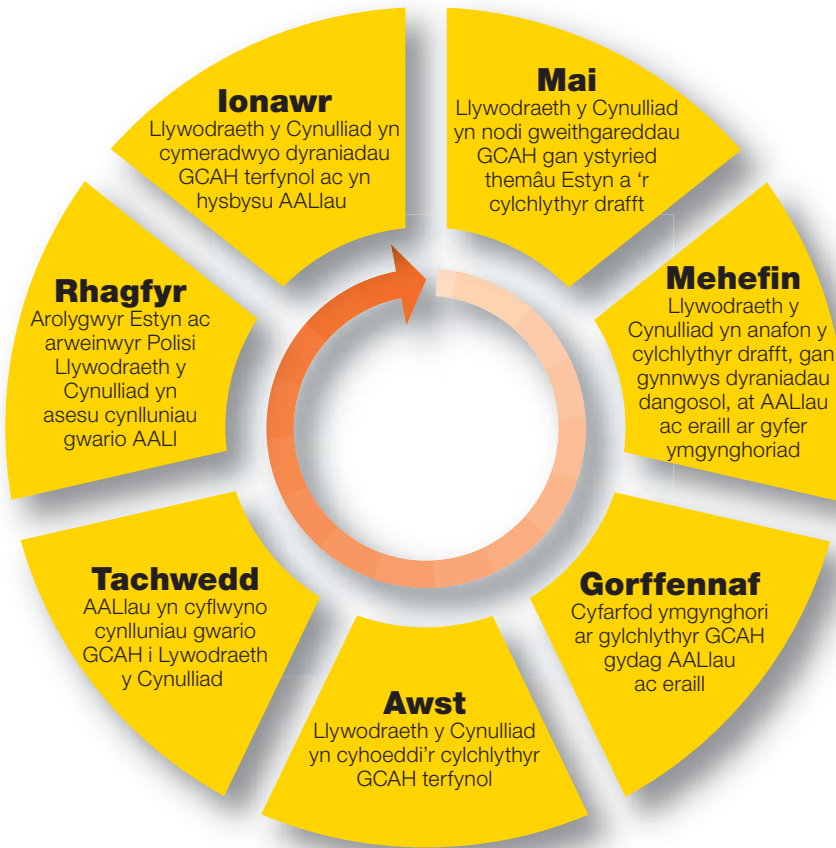 Mai
Llywodraeth y Cynulliad
yn nodi gweithgareddau
GCAH gan ystyried
themâu Estyn a ‘r
cylchlythyr drafft
Mehefin
Llywodraeth y
Cynulliad yn anafon y
cylchlythyr drafft, gan
gynnwys dyraniadau
dangosol, at AALlau
ac eraill ar gyfer
ymgynghoriad
Gorffennaf
Cyfarfod ymgynghori
ar gylchlythyr GCAH
gydag AALlau
ac eraill
Awst
Llywodraeth y Cynulliad
yn cyhoeddi’r cylchlythyr
GCAH terfynol
Tachwedd
AALlau yn cyflwyno
cynlluniau gwario
GCAH i Lywodraeth
y Cynulliad
Rhagfyr
Arolygwyr Estyn ac
arweinwyr Polisi
Llywodraeth y
Cynulliad yn
asesu cynlluniau
gwario AALl
Ionawr
Llywodraeth y Cynulliad yn
cymeradwyo dyraniadau
GCAH terfynol ac yn
hysbysu AALlau